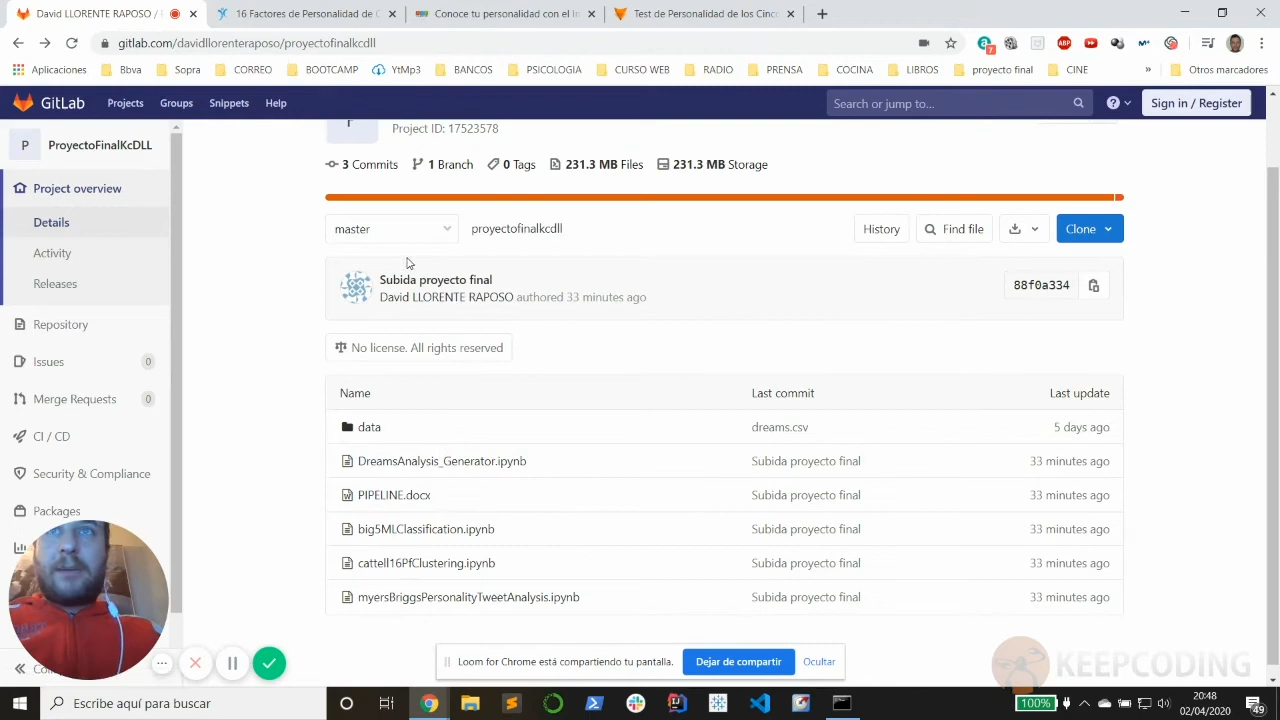 David LLORENTE RAPOSO /
16 Factores de Personalidad de C
Conoce tu personalidad con el In
Test de Personalidad de los Cinco
gitlab.com/davidllorenteraposo/proyectofinalkcdll
7
ABP
Aplicaciones
Bbva
Sopra
CORREO
BOOTCAMP
YtMp3
BANCOS
PSICOLOGIA
CURSO WEB
RADIO
PRENSA
COCINA
LIBROS
proyecto final
CINE
»
Otros marcadores
GitLab
Projects
Groups
Snippets
Help
Search or jump to...
Sign in / Register
P
ProyectoFinalKcDLL
Project overview
Details
Activity
Releases
Repository
Issues
0
Merge Requests
0
CI / CD
Security & Compliance
Packages
Project ID: 17523578
3 Commits
1 Branch
0 Tags
231.3 MB Files
231.3 MB Storage
master
proyectofinalkcdll
History
Find file
Clone
Subida proyecto final
David LLORENTE RAPOSO authored 33 minutes ago
88f0a334
No license. All rights reserved
Name Last commit Last update
data dreams.csv 5 days ago
DreamsAnalysis_Generator.ipynb Subida proyecto final 33 minutes ago
PIPELINE.docx Subida proyecto final 33 minutes ago
big5MLClassification.ipynb Subida proyecto final 33 minutes ago
cattell16PfClustering.ipynb Subida proyecto final 33 minutes ago
myersBriggsPersonalityTweetAnalysis.ipynb Subida proyecto final 33 minutes ago
Loom for Chrome está compartiendo tu pantalla.
Dejar de compartir
Ocultar
KEEPCODING
Escribe aquí para buscar
100%
20:48
02/04/2020
49